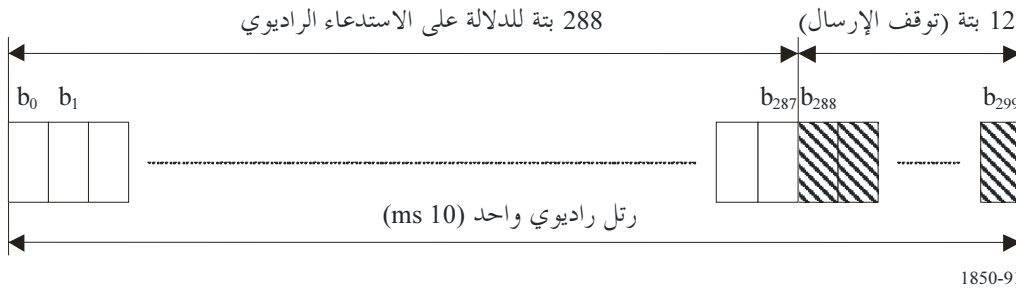 288 بتة للدلالة على الاستدعاء الراديوي 12 بتة (توقف الإرسال)
b0 b1 b287 b288 b299
رتل راديوي واحد (10 ms)
1850-91